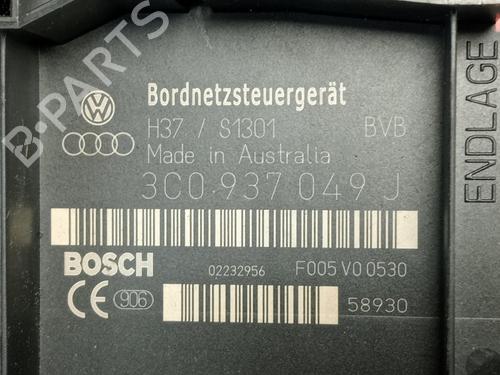 B-PARTS
Bordnetzsteuergerät
H37 / S1301 BVB
Made in Australia
3C0 937 049 J
BOSCH 02232956 F005 V0 0530
CE 906 58930
ENDLAGE